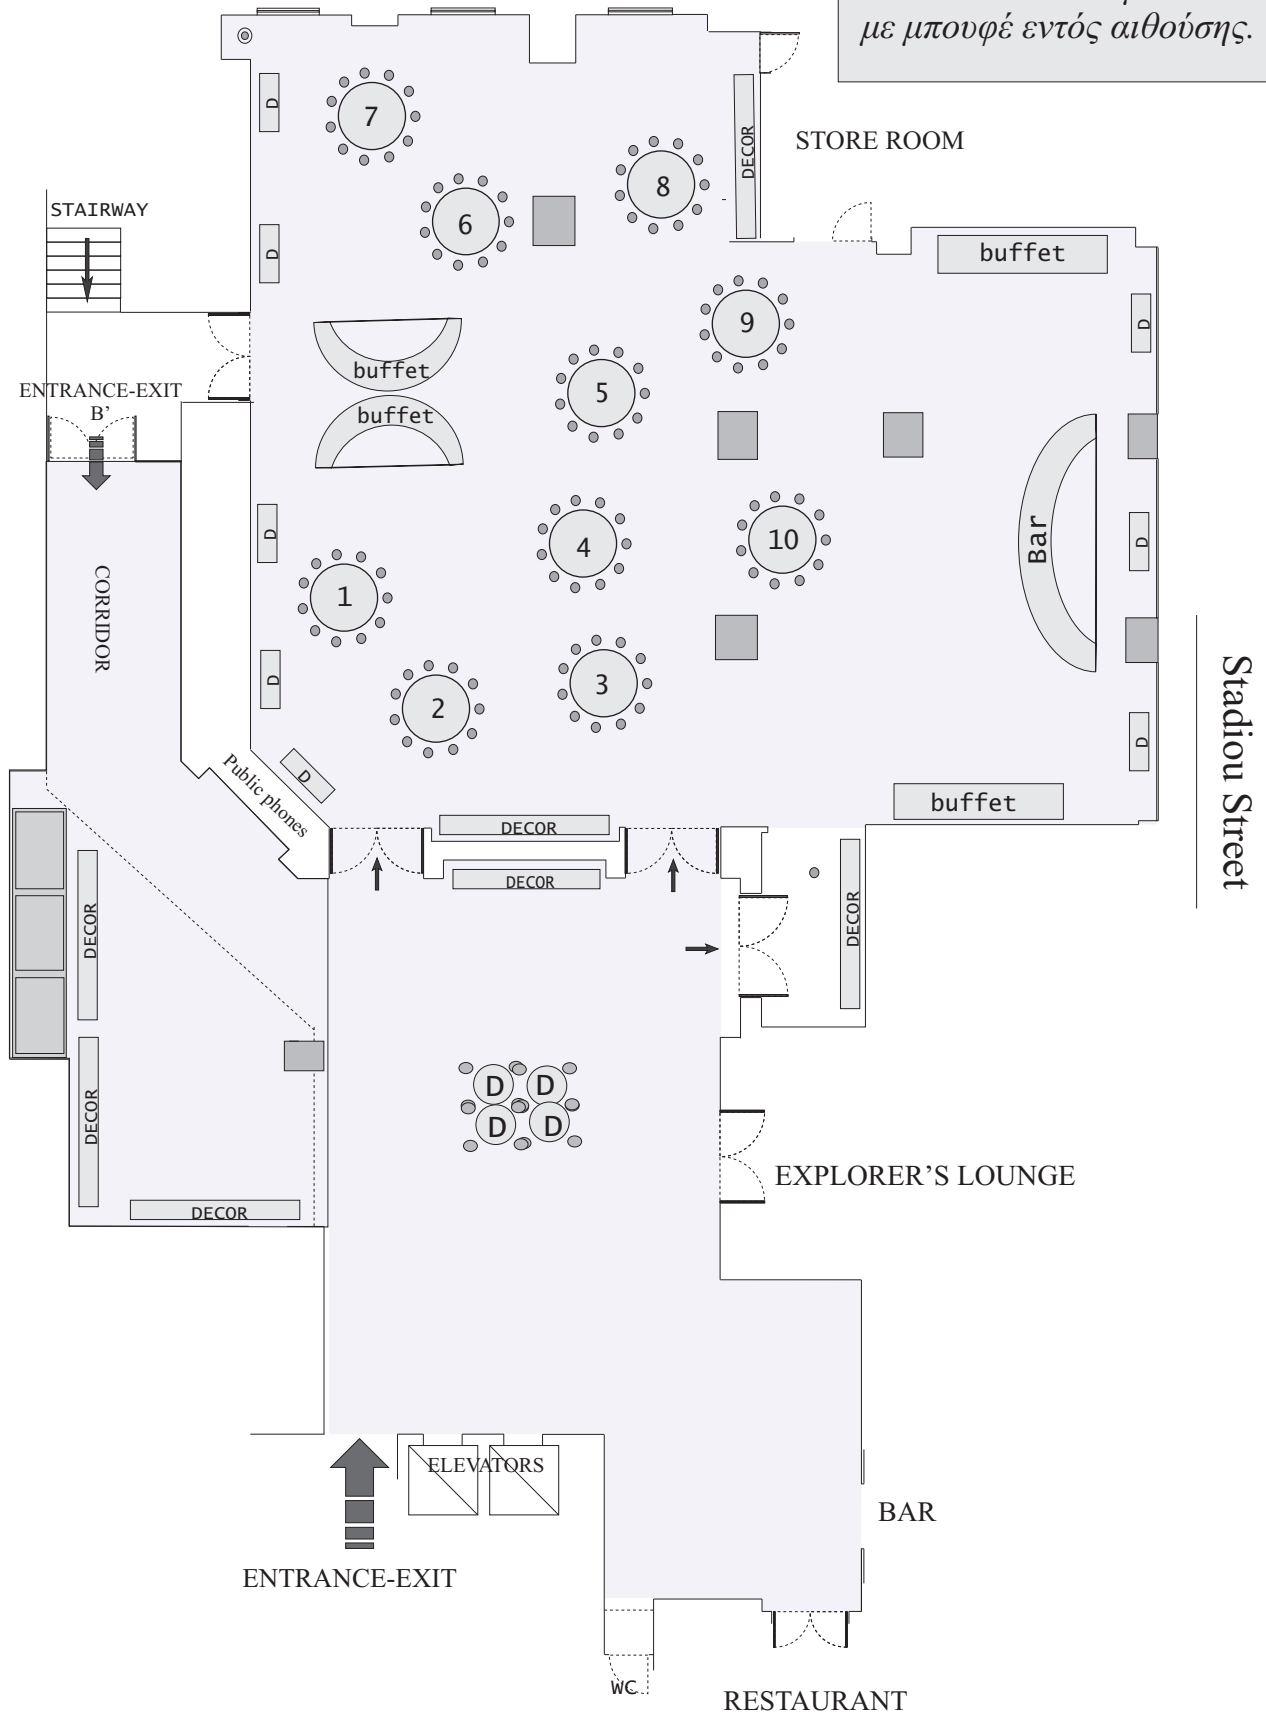 με μπουφέ εντός αιθούσης.
7
D
DECOR
STORE ROOM
8
6
STAIRWAY
D
buffet
9
D
buffet
ENTRANCE-EXIT
B’
5
buffet
D
4
10
Bar
D
CORRIDOR
1
Stadiou Street
D
3
2
D
Public phones
D
buffet
DECOR
DECOR
DECOR
DECOR
D
D
D
D
DECOR
EXPLORER’S LOUNGE
DECOR
ELEVATORS
BAR
ENTRANCE-EXIT
WC
RESTAURANT